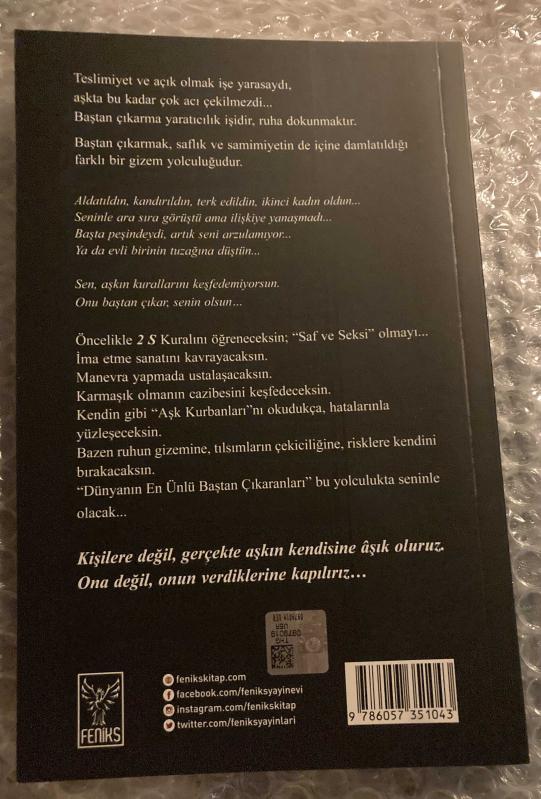 Teslimiyet ve açık olmak işe yarasaydı,
aşkta bu kadar çok acı çekilmezdi...
Baştan çıkarma yaratıcılık işidir, ruha dokunmaktır.
Baştan çıkarmak, saflık ve samimiyetin de içine damlatıldığı
farklı bir gizem yolculuğudur.
Aldatıldın, kandırıldın, terk edildin, ikinci kadın oldun...
Seninle ara sıra görüştü ama ilişkiye yanaşmadı...
Başta peşindeydi, artık seni arzulamıyor...
Ya da evli birinin tuzağına düştün...
Sen, aşkın kurallarını keşfedemiyorsun.
Onu baştan çıkar, senin olsun...
Öncelikle 2 S Kuralını öğreneceksin; “Saf ve Seksi” olmayı...
İma etme sanatını kavrayacaksın.
Manevra yapmada ustalaşacaksın.
Karmaşık olmanın cazibesini keşfedeceksin.
Kendin gibi “Aşk Kurbanları”nı okudukça, hatalarınla
yüzleşeceksin.
Bazen ruhun gizemine, tılsımların çekiciliğine, risklere kendini
bırakacaksın.
“Dünyanın En Ünlü Baştan Çıkaranları” bu yolculukta seninle
olacak...
Kişilere değil, gerçekte aşkın kendisine âşık oluruz.
Ona değil, onun verdiklerine kapılırız...
FENİKS
fenikskitap.com
facebook.com/feniksyayinevi
instagram.com/fenikskitap
twitter.com/feniksyayinlari
9 786057 351043